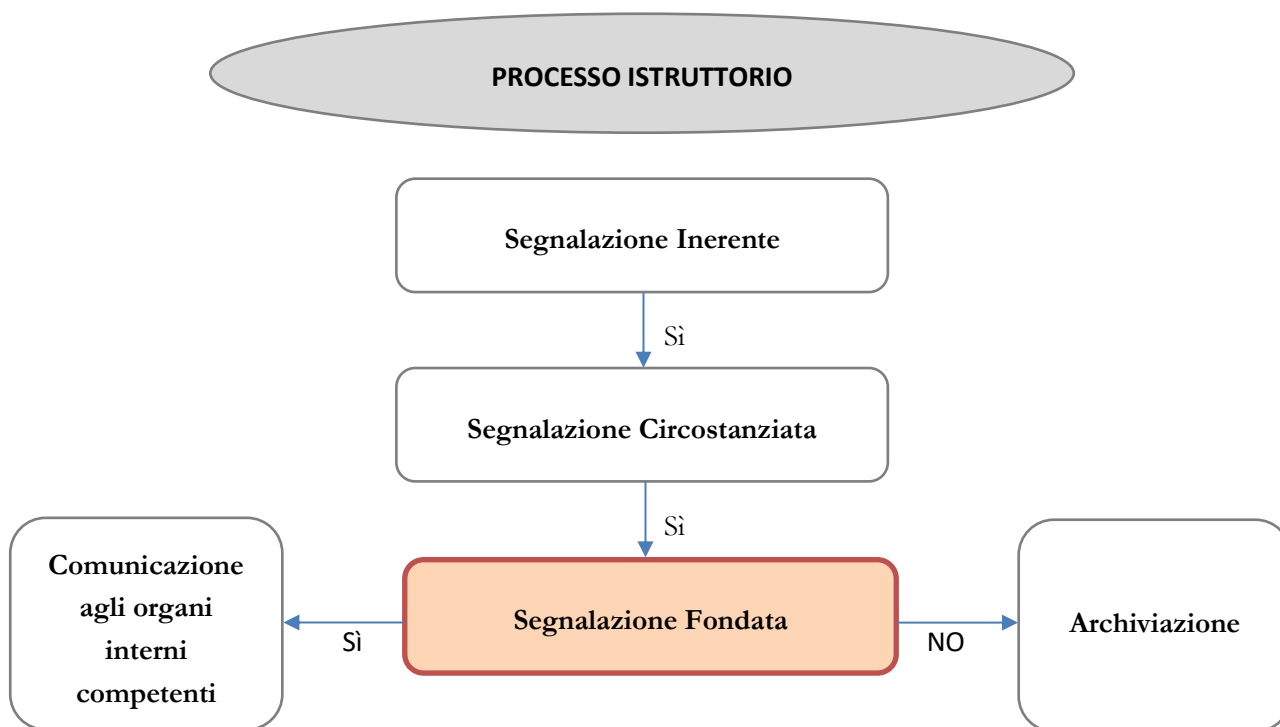 PROCESSO ISTRUTTORIO
Segnalazione Inerente
Sì
Segnalazione Circostanziata
Sì
Comunicazione
agli organi
interni
competenti
Sì
Segnalazione Fondata
NO
Archiviazione